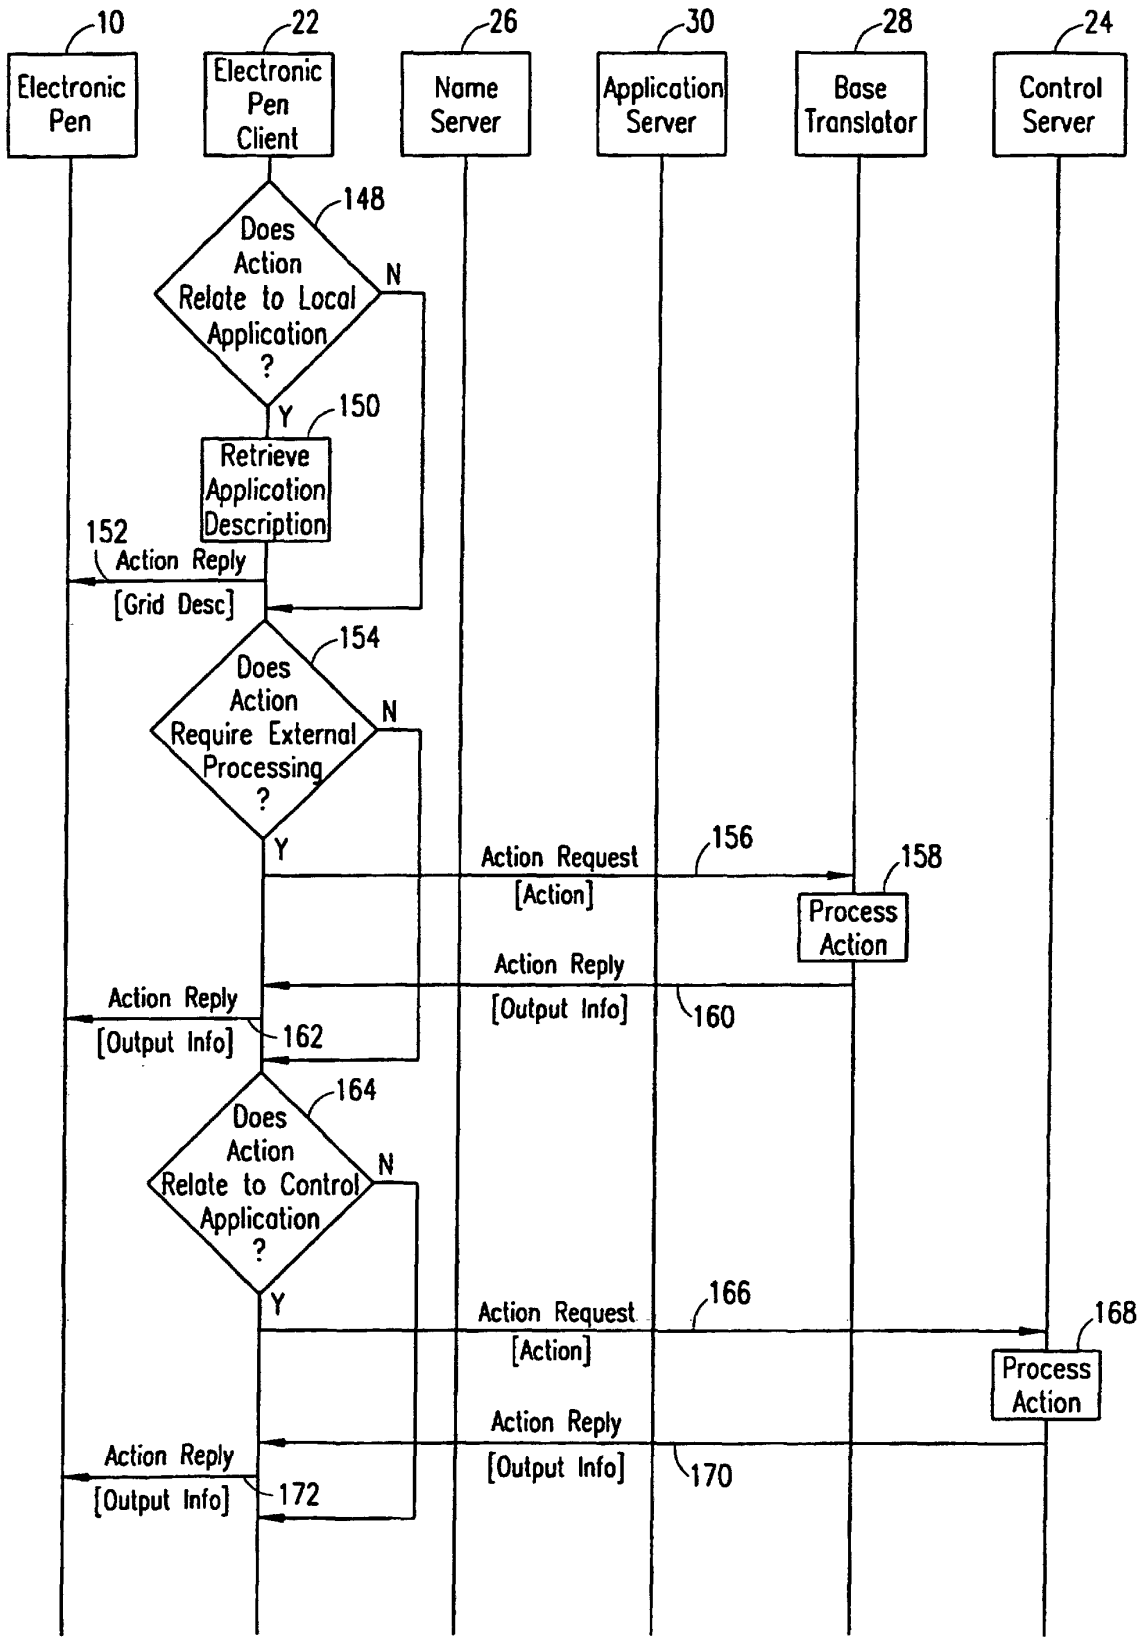 10
22
26
30
28
24
Electronic
Pen
Electronic
Pen
Client
Name
Server
Application
Server
Base
Translator
Control
Server
148
Does
Action
Relate to Local
Application
?
N
Y
150
Retrieve
Application
Description
152
Action Reply
[Grid Desc]
154
Does
Action
Require External
Processing
?
N
Y
Action Request
156
[Action]
158
Process
Action
Action Reply
[Output Info]
160
Action Reply
[Output Info]
162
164
Does
Action
Relate to Control
Application
?
N
Y
Action Request
166
[Action]
168
Process
Action
Action Reply
[Output Info]
170
Action Reply
[Output Info]
172